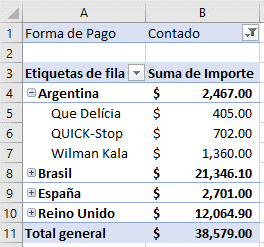 A B
1 Forma de Pago Contado
2
3 Etiquetas de fila Suma de Importe
4 Argentina $ 2,467.00
5 Que Delícia $ 405.00
6 QUICK-Stop $ 702.00
7 Wilman Kala $ 1,360.00
8 Brasil $ 21,346.10
9 España $ 2,701.00
10 Reino Unido $ 12,064.90
11 Total general $ 38,579.00